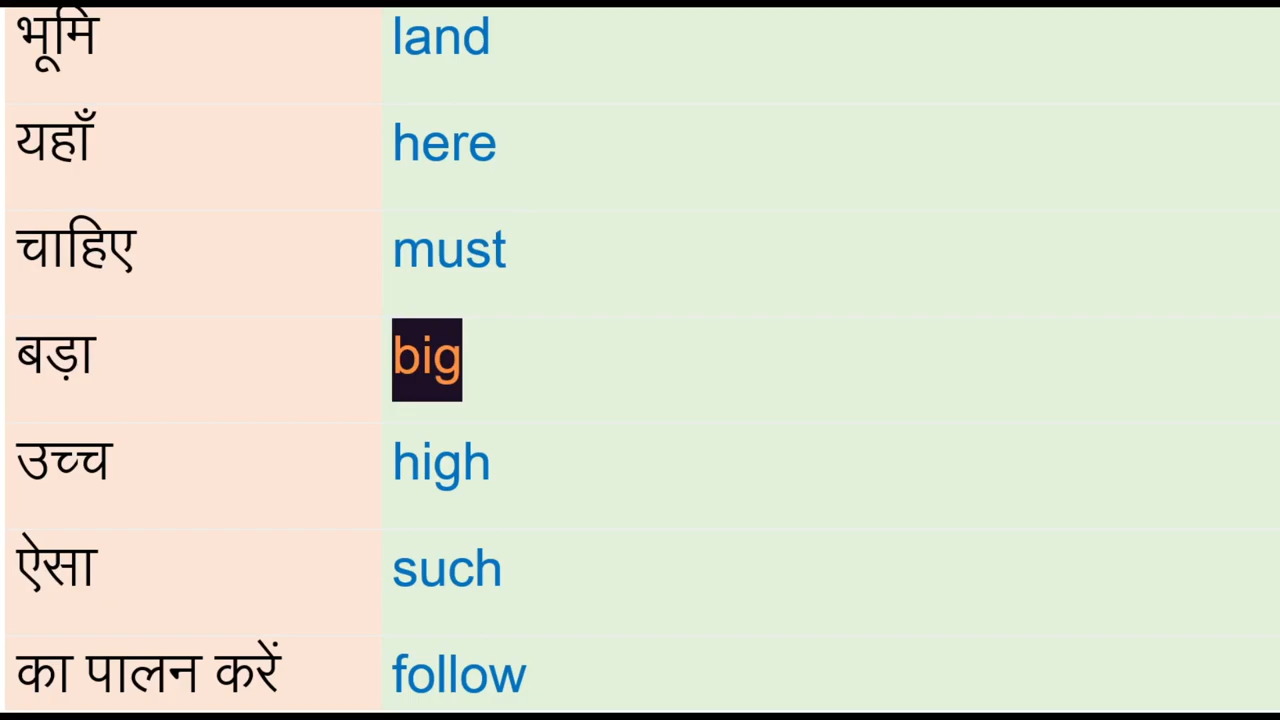 भूमि land
यहाँ here
चाहिए must
बड़ा big
उच्च high
ऐसा such
का पालन करें follow